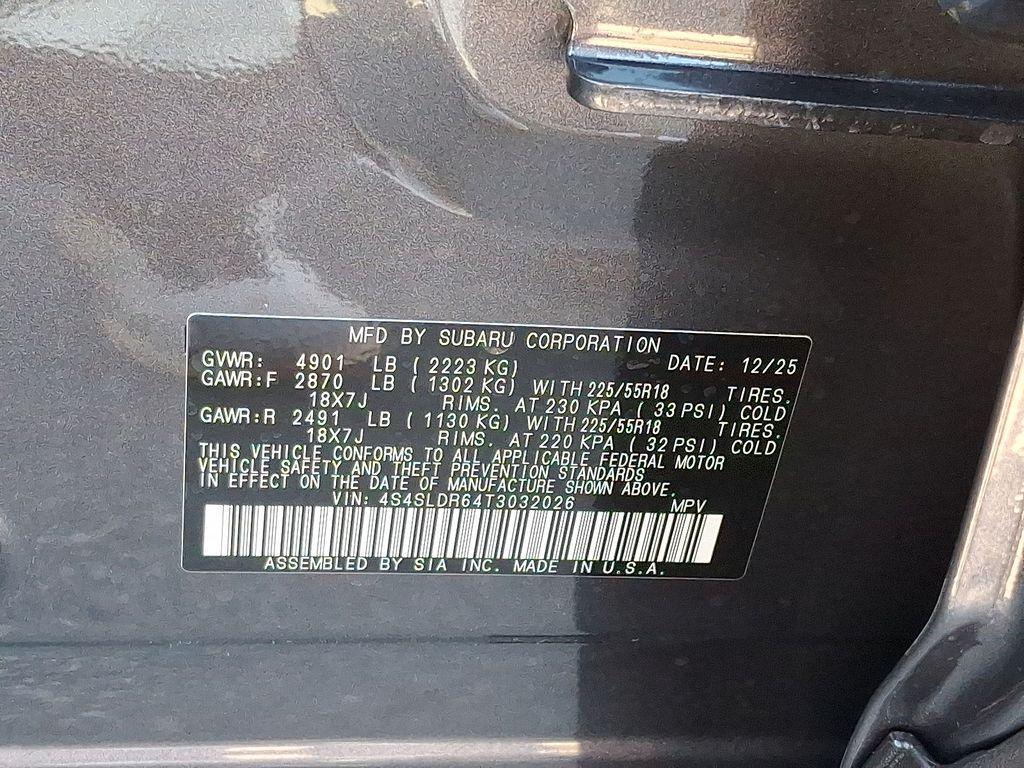 MFD BY SUBARU CORPORATION
GVWR: 4901 LB ( 2223 KG) DATE: 12/25
GAWR:F 2870 LB ( 1302 KG) WITH 225/55R18 TIRES.
18X7J RIMS. AT 230 KPA ( 33 PSI) COLD
GAWR:R 2491 LB ( 1130 KG) WITH 225/55R18 TIRES.
18X7J RIMS. AT 220 KPA ( 32 PSI) COLD
THIS VEHICLE CONFORMS TO ALL APPLICABLE FEDERAL MOTOR
VEHICLE SAFETY AND THEFT PREVENTION STANDARDS
IN EFFECT ON THE DATE OF MANUFACTURE SHOWN ABOVE.
VIN: 4S4SLDR64T3032026 MPV
ASSEMBLED BY SIA INC. MADE IN U.S.A.